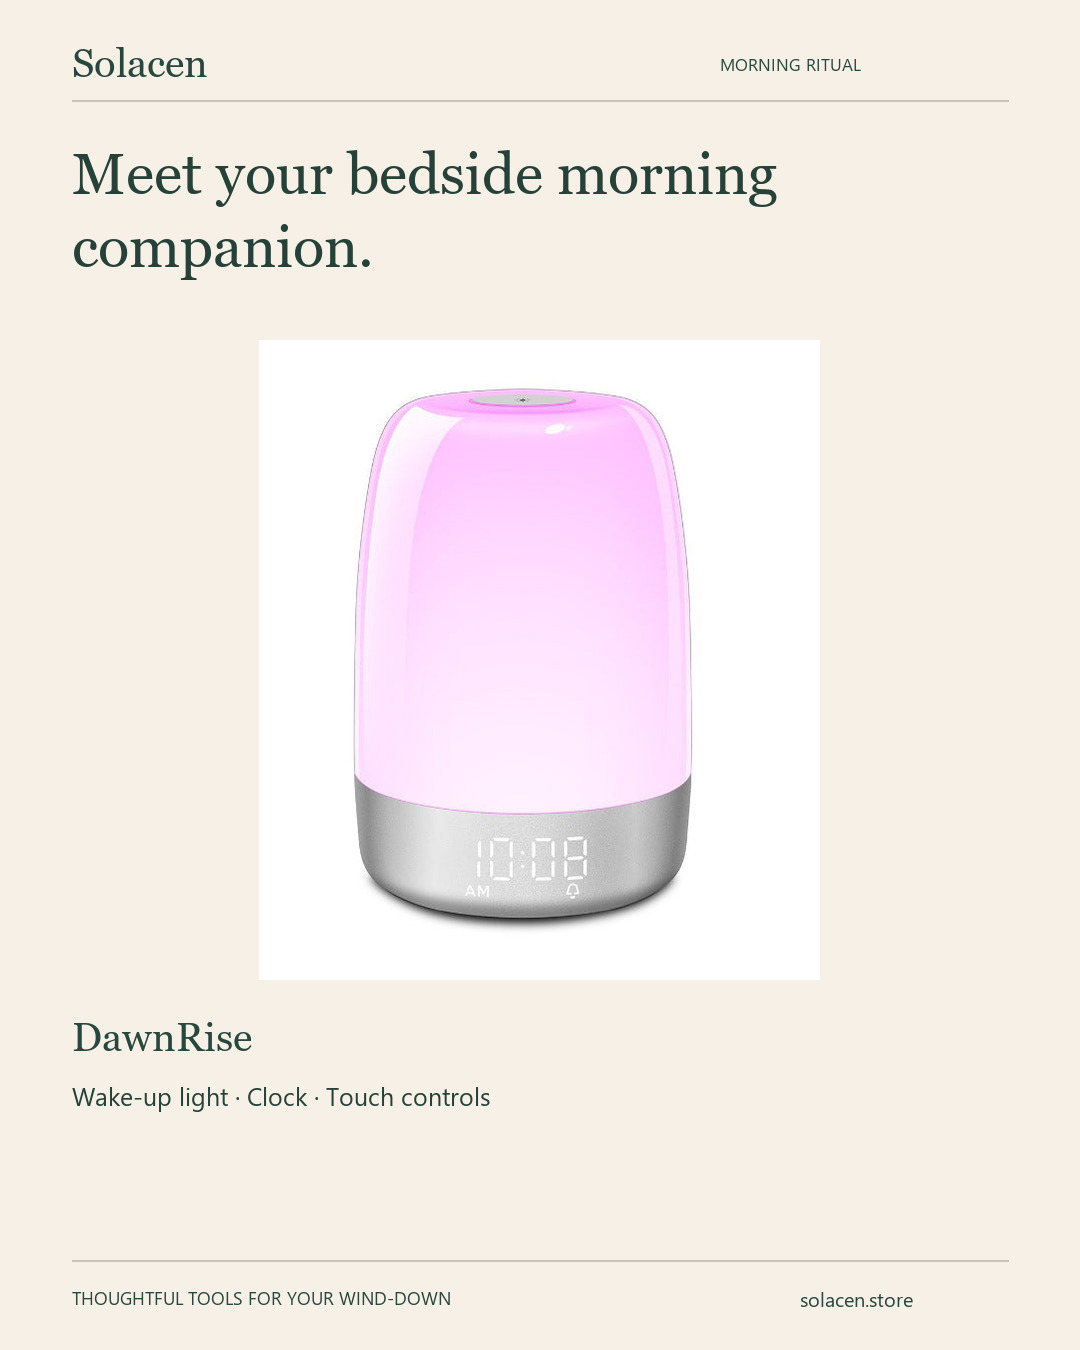 Solacen
MORNING RITUAL
Meet your bedside morning
companion.
10:08
AM
DawnRise
Wake-up light · Clock · Touch controls
THOUGHTFUL TOOLS FOR YOUR WIND-DOWN
solacen.store